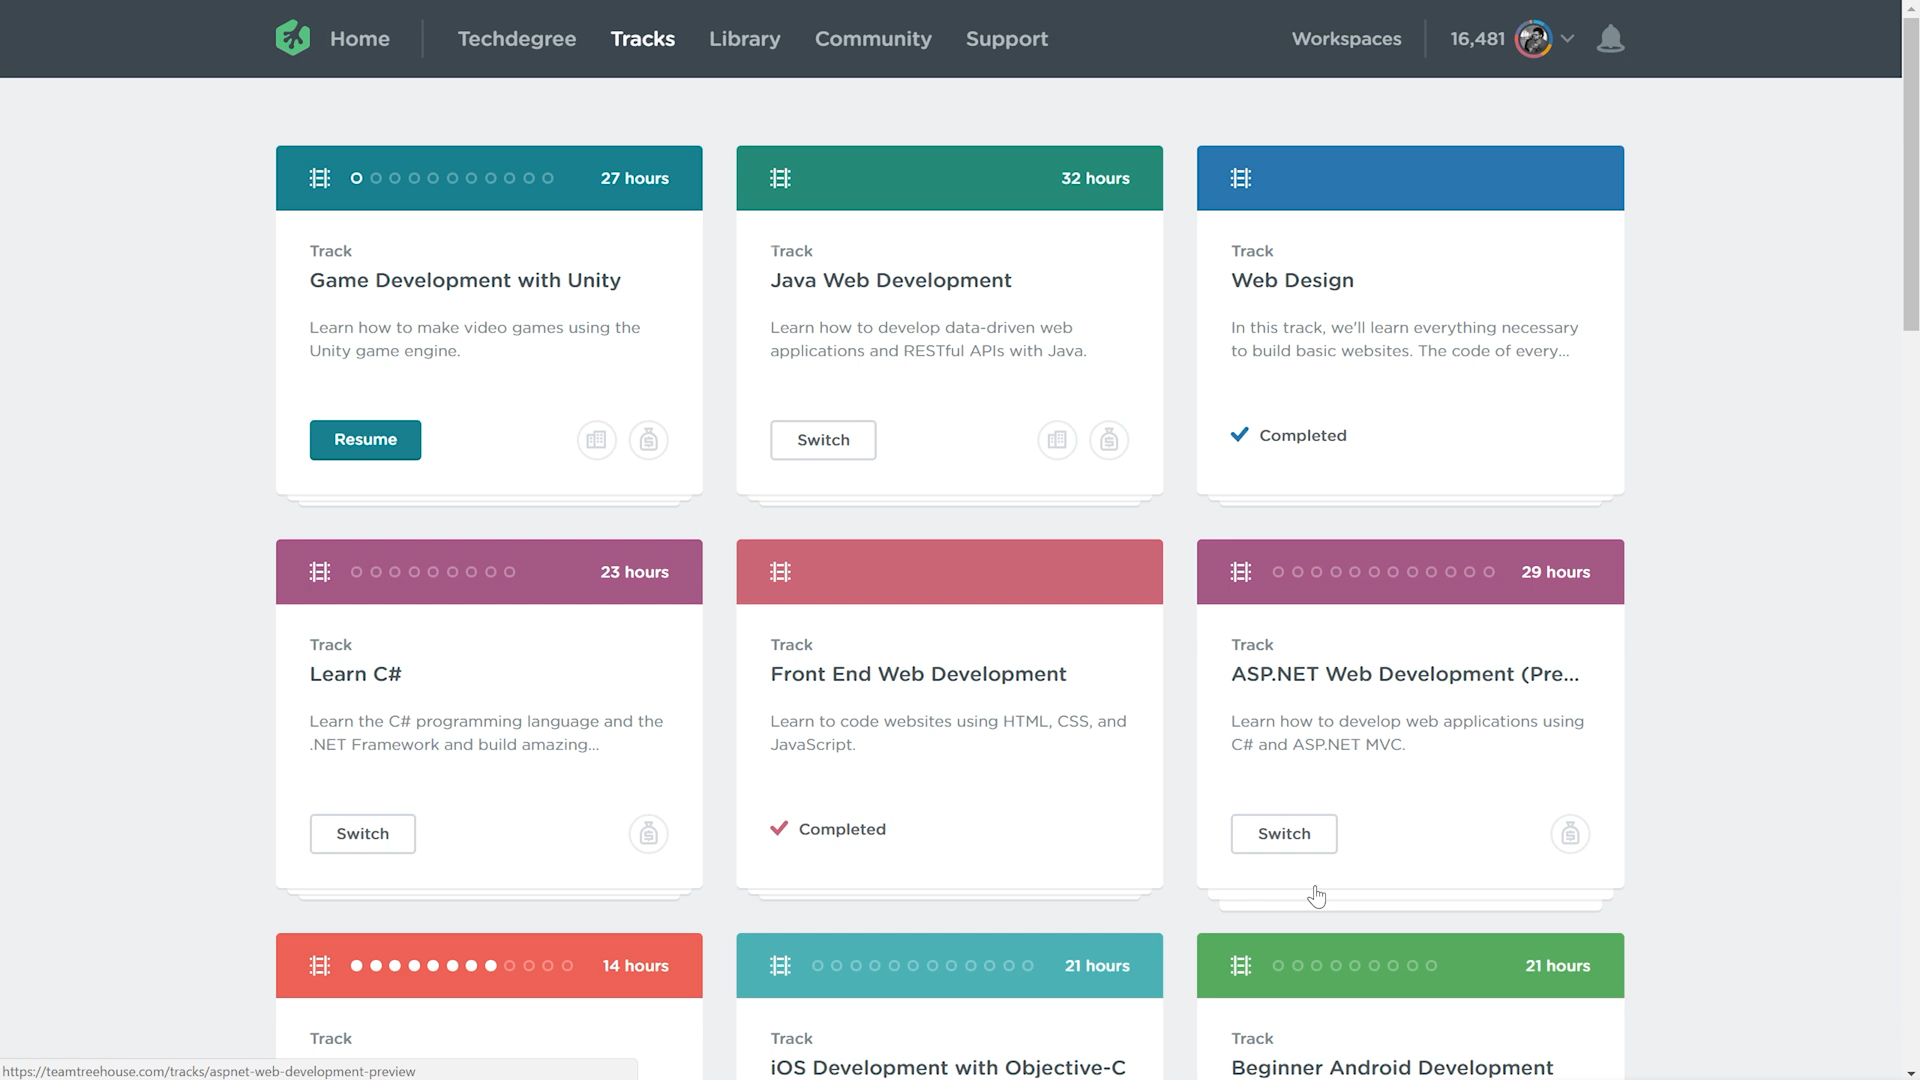 Home
Techdegree
Tracks
Library
Community
Support
Workspaces
16,481
27 hours
Track
Game Development with Unity
Learn how to make video games using the
Unity game engine.
Resume
32 hours
Track
Java Web Development
Learn how to develop data-driven web
applications and RESTful APIs with Java.
Switch
Track
Web Design
In this track, we'll learn everything necessary
to build basic websites. The code of every...
Completed
23 hours
Track
Learn C#
Learn the C# programming language and the
.NET Framework and build amazing...
Switch
Track
Front End Web Development
Learn to code websites using HTML, CSS, and
JavaScript.
Completed
29 hours
Track
ASP.NET Web Development (Pre...
Learn how to develop web applications using
C# and ASP.NET MVC.
Switch
14 hours
Track
21 hours
Track
iOS Development with Objective-C
21 hours
Track
Beginner Android Development
https://teamtreehouse.com/tracks/aspnet-web-development-preview